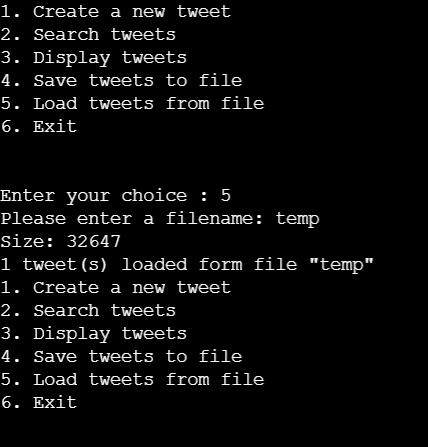 1. Create a new tweet
2. Search tweets
3. Display tweets
4. Save tweets to file
5. Load tweets from file
6. Exit
Enter your choice : 5
Please enter a filename: temp
Size: 32647
1 tweet(s) loaded form file "temp"
1. Create a new tweet
2. Search tweets
3. Display tweets
4. Save tweets to file
5. Load tweets from file
6. Exit